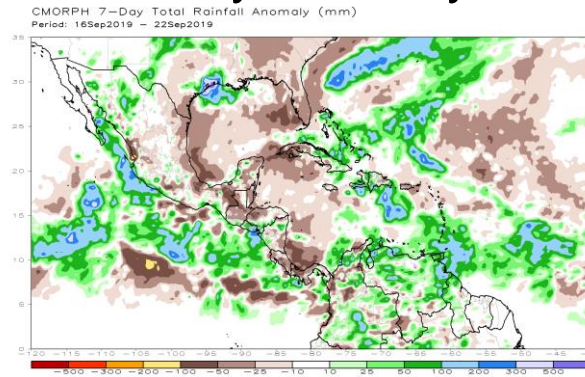 CMORPH 7-Day Total Rainfall Anomaly (mm)
Period: 16Sep2019 - 22Sep2019
35
30
25
20
15
10
5
0
-120 -115 -110 -105 -100 -95 -90 -85 -80 -75 -70 -65 -60 -55 -50 -45 -40
-500 -300 -200 -100 -50 -25 -10 10 25 50 100 200 300 500